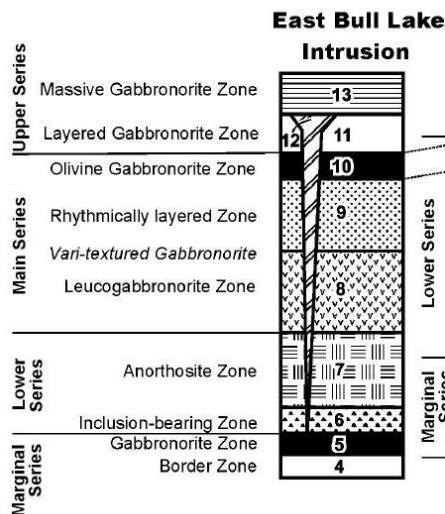 East Bull Lake
Intrusion
Upper Series
Massive Gabbronorite Zone
13
Layered Gabbronorite Zone
12
11
Main Series
Olivine Gabbronorite Zone
10
Rhythmically layered Zone
9
Vari-textured Gabbronorite
Leucogabbronorite Zone
8
Lower Series
Lower
Series
Anorthosite Zone
7
Inclusion-bearing Zone
6
Marginal
Series
Marginal
Series
Gabbronorite Zone
5
Border Zone
4